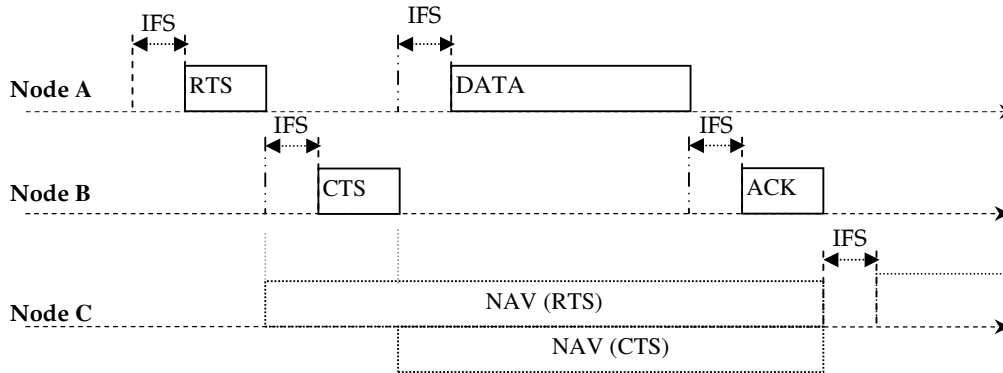 IFS IFS
Node A RTS DATA
IFS IFS
Node B CTS ACK
IFS
Node C NAV (RTS)
NAV (CTS)